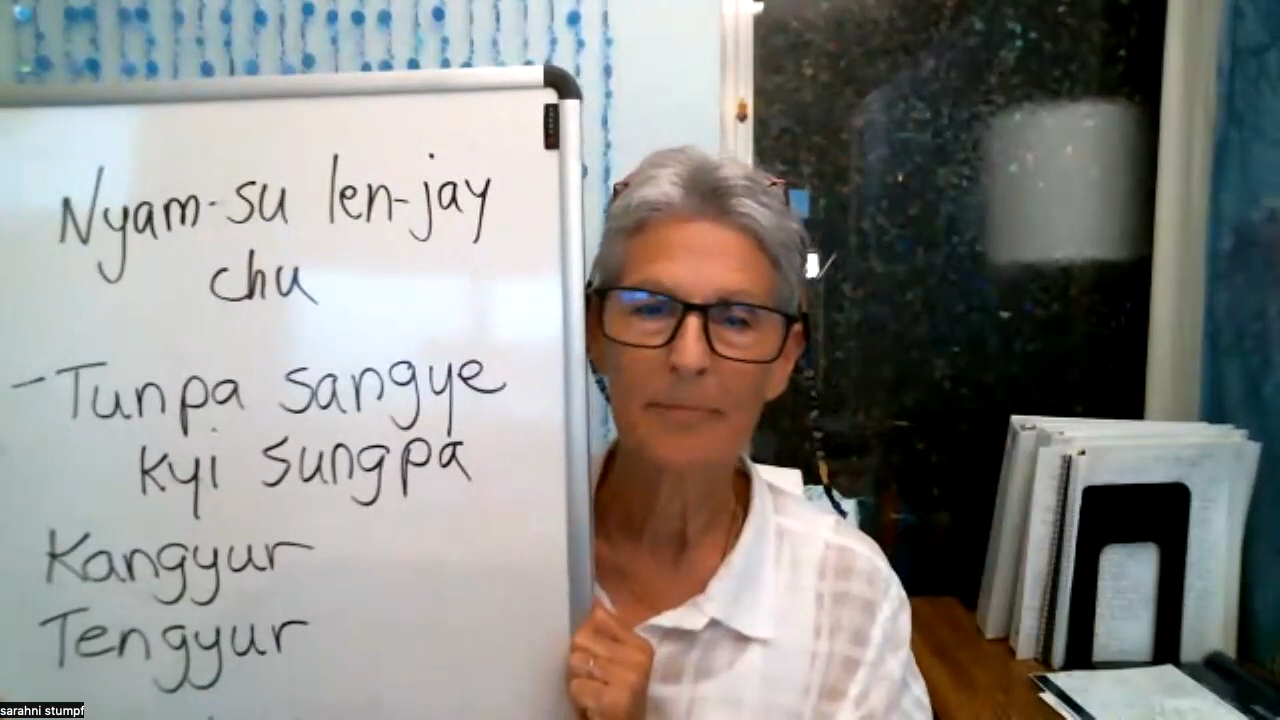 Nyam-su len-jay
chu
- Tunpa sangye
kyi sungpa
Kangyur
Tengyur
sarahni stumpf